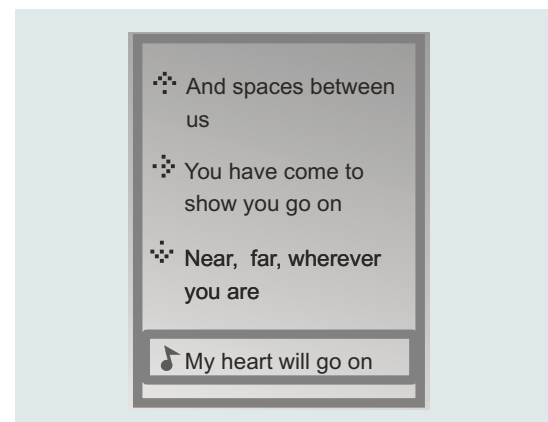 And spaces between
us
You have come to
show you go on
Near, far, wherever
you are
My heart will go on